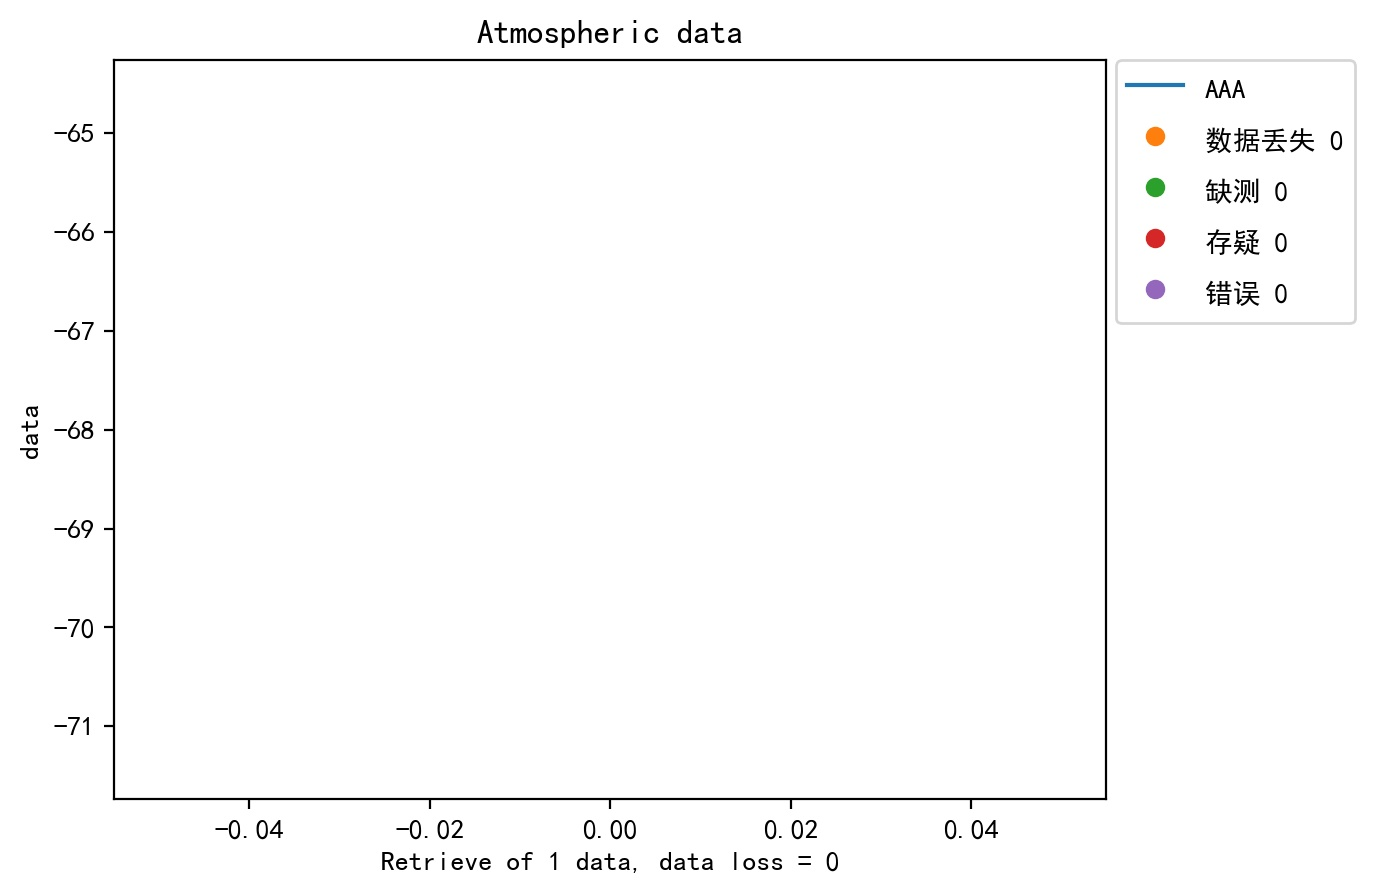 Atmospheric data
AAA
数据丢失 0
缺测 0
存疑 0
错误 0
data
-65
-66
-67
-68
-69
-70
-71
-0.04
-0.02
0.00
0.02
0.04
Retrieve of 1 data, data loss = 0